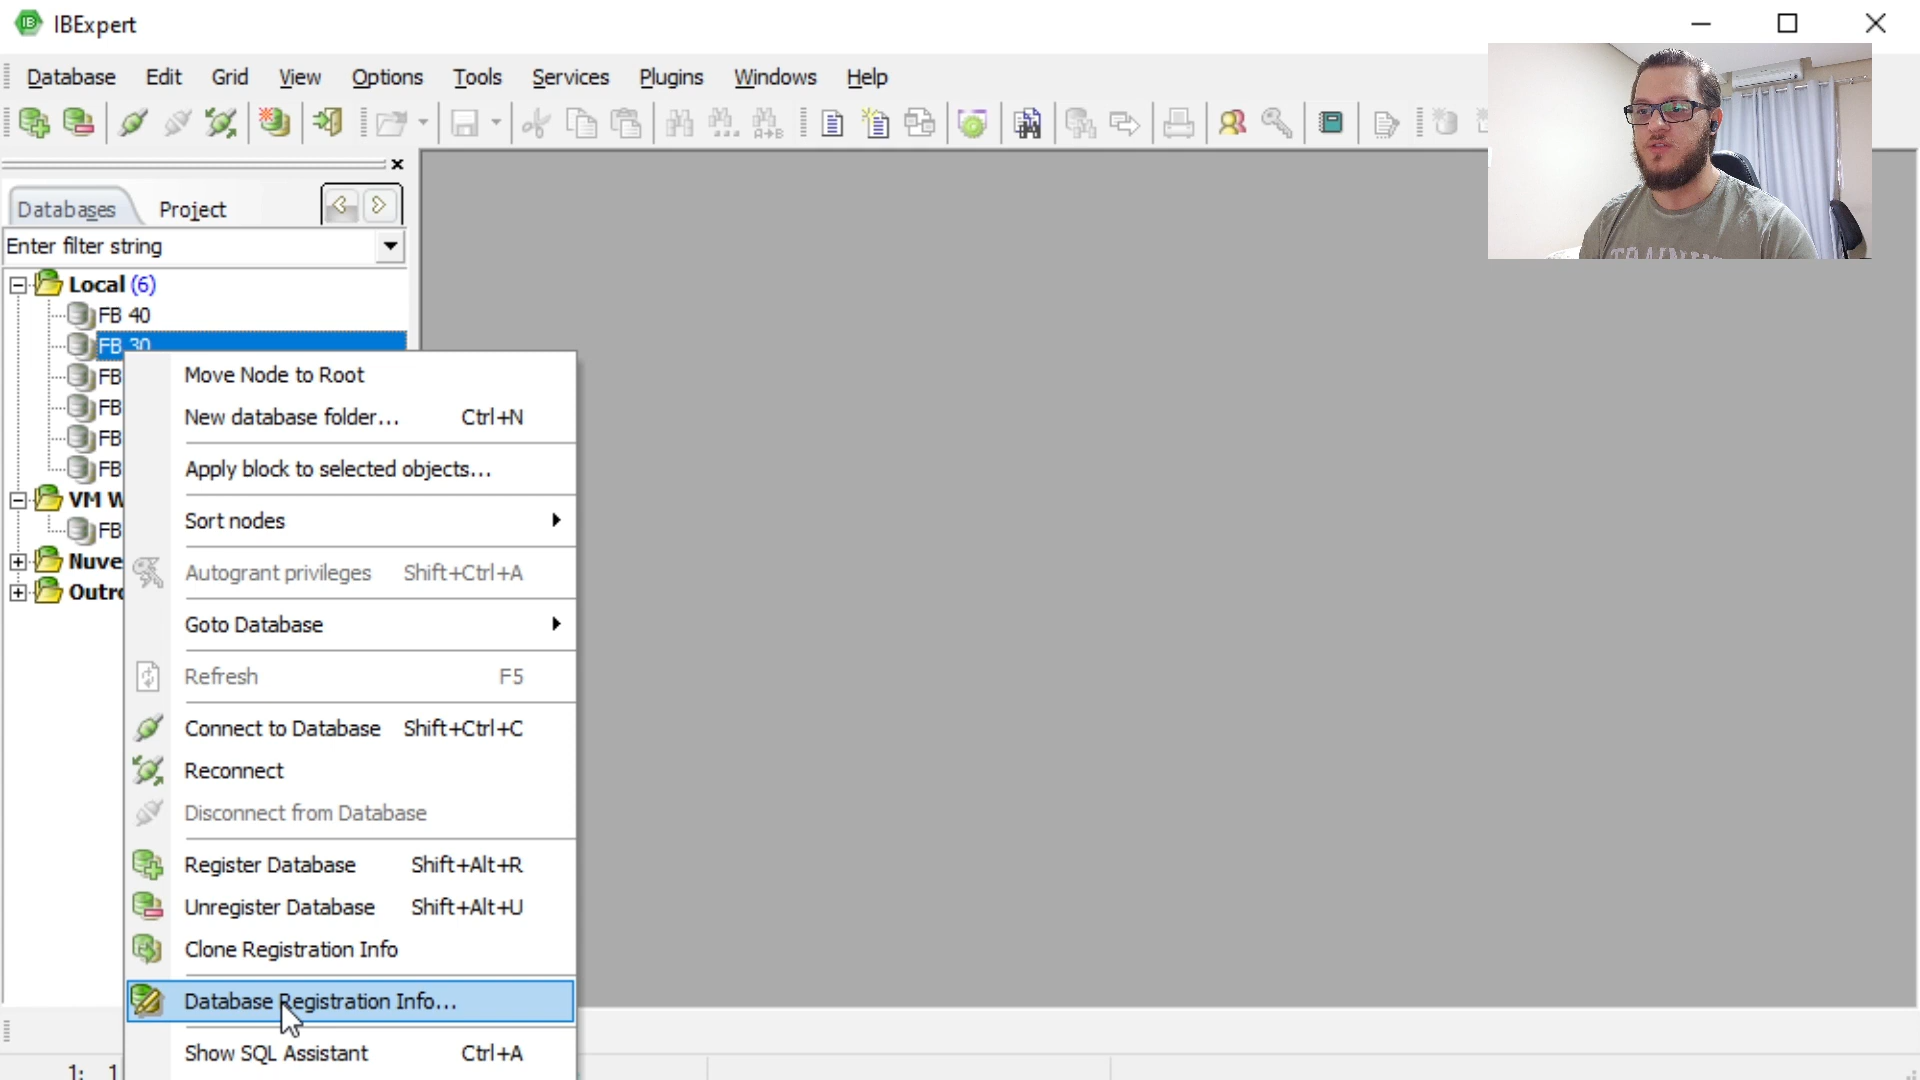 IBExpert
Database Edit Grid View Options Tools Services Plugins Windows Help
Databases Project
Enter filter string
Local (6)
FB 40
FB 30
FB
FB
FB
FB
VM W
FB
Nuve
Outro
Move Node to Root
New database folder... Ctrl+N
Apply block to selected objects...
Sort nodes
Autogrant privileges Shift+Ctrl+A
Goto Database
Refresh F5
Connect to Database Shift+Ctrl+C
Reconnect
Disconnect from Database
Register Database Shift+Alt+R
Unregister Database Shift+Alt+U
Clone Registration Info
Database Registration Info...
Show SQL Assistant Ctrl+A
1: 1